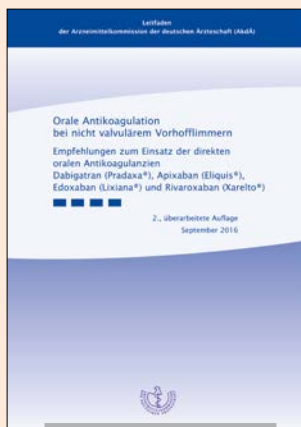 Leitfaden
der Arzneimittelkommission der deutschen Ärzteschaft (AkdÄ)
Orale Antikoagulation
bei nicht valvulärem Vorhofflimmern
Empfehlungen zum Einsatz der direkten
oralen Antikoagulanzien
Dabigatran (Pradaxa®), Apixaban (Eliquis®),
Edoxaban (Lixiana®) und Rivaroxaban (Xarelto®)
2., überarbeitete Auflage
September 2016